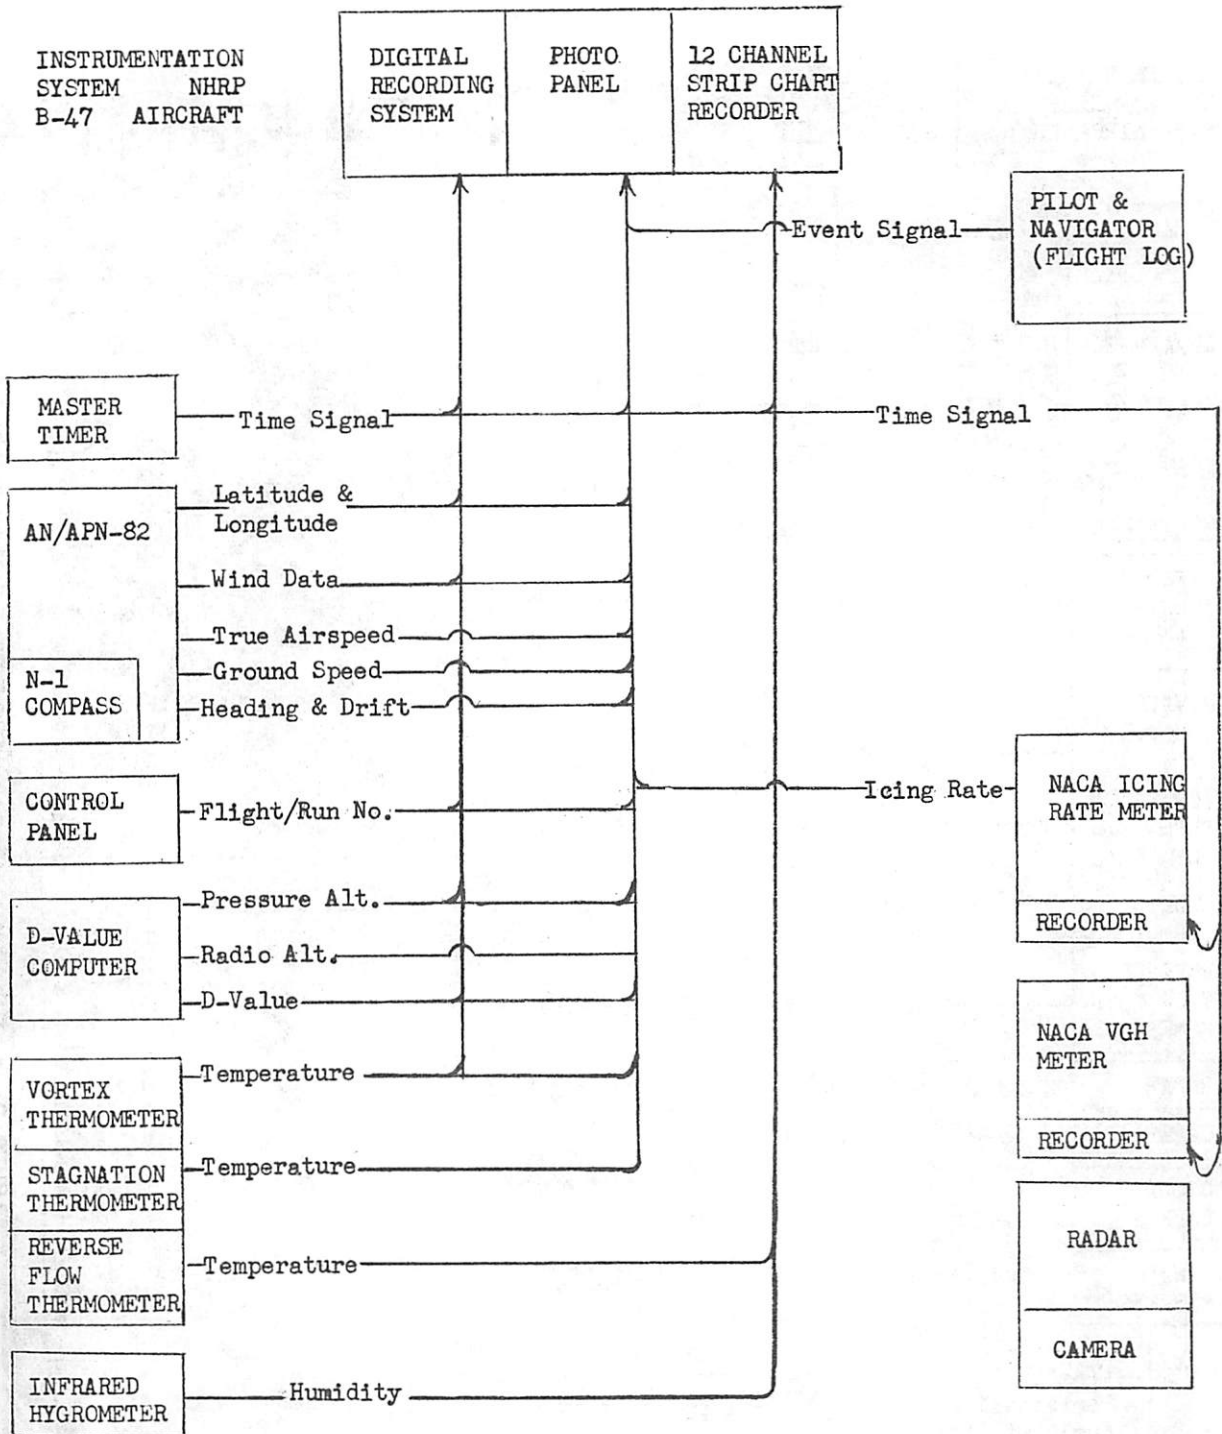 INSTRUMENTATION
SYSTEM NHRP
B-47 AIRCRAFT
DIGITAL
RECORDING
SYSTEM
PHOTO
PANEL
12 CHANNEL
STRIP CHART
RECORDER
Event Signal
PILOT &
NAVIGATOR
(FLIGHT LOG)
MASTER
TIMER
Time Signal
Time Signal
AN/APN-82
Latitude &
Longitude
Wind Data
True Airspeed
Ground Speed
N-1
COMPASS
Heading & Drift
CONTROL
PANEL
Flight/Run No.
Icing Rate
NACA ICING
RATE METER
RECORDER
D-VALUE
COMPUTER
Pressure Alt.
Radio Alt.
D-Value
NACA VGH
METER
RECORDER
VORTEX
THERMOMETER
Temperature
STAGNATION
THERMOMETER
Temperature
REVERSE
FLOW
THERMOMETER
Temperature
RADAR
CAMERA
INFRARED
HYGROMETER
Humidity